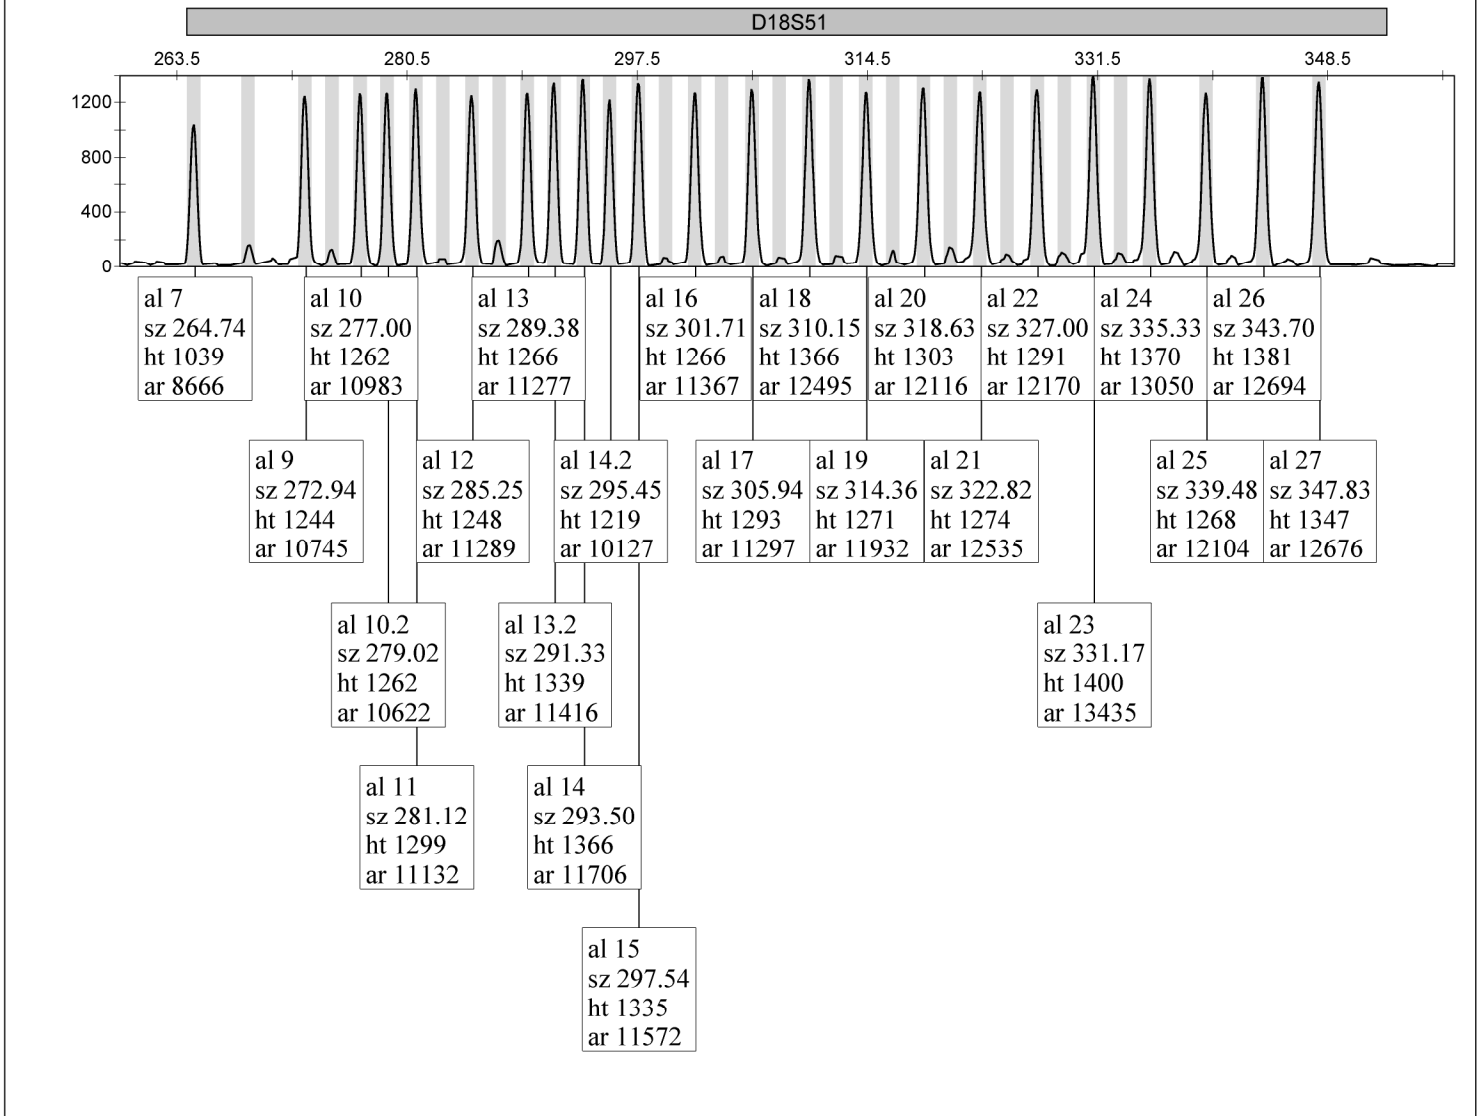 D18S51
263.5 280.5 297.5 314.5 331.5 348.5
1200
800
400
0
al 7
sz 264.74
ht 1039
ar 8666
al 10
sz 277.00
ht 1262
ar 10983
al 13
sz 289.38
ht 1266
ar 11277
al 16
sz 301.71
ht 1266
ar 11367
al 18
sz 310.15
ht 1366
ar 12495
al 20
sz 318.63
ht 1303
ar 12116
al 22
sz 327.00
ht 1291
ar 12170
al 24
sz 335.33
ht 1370
ar 13050
al 26
sz 343.70
ht 1381
ar 12694
al 9
sz 272.94
ht 1244
ar 10745
al 12
sz 285.25
ht 1248
ar 11289
al 14.2
sz 295.45
ht 1219
ar 10127
al 17
sz 305.94
ht 1293
ar 11297
al 19
sz 314.36
ht 1271
ar 11932
al 21
sz 322.82
ht 1274
ar 12535
al 25
sz 339.48
ht 1268
ar 12104
al 27
sz 347.83
ht 1347
ar 12676
al 10.2
sz 279.02
ht 1262
ar 10622
al 13.2
sz 291.33
ht 1339
ar 11416
al 23
sz 331.17
ht 1400
ar 13435
al 11
sz 281.12
ht 1299
ar 11132
al 14
sz 293.50
ht 1366
ar 11706
al 15
sz 297.54
ht 1335
ar 11572